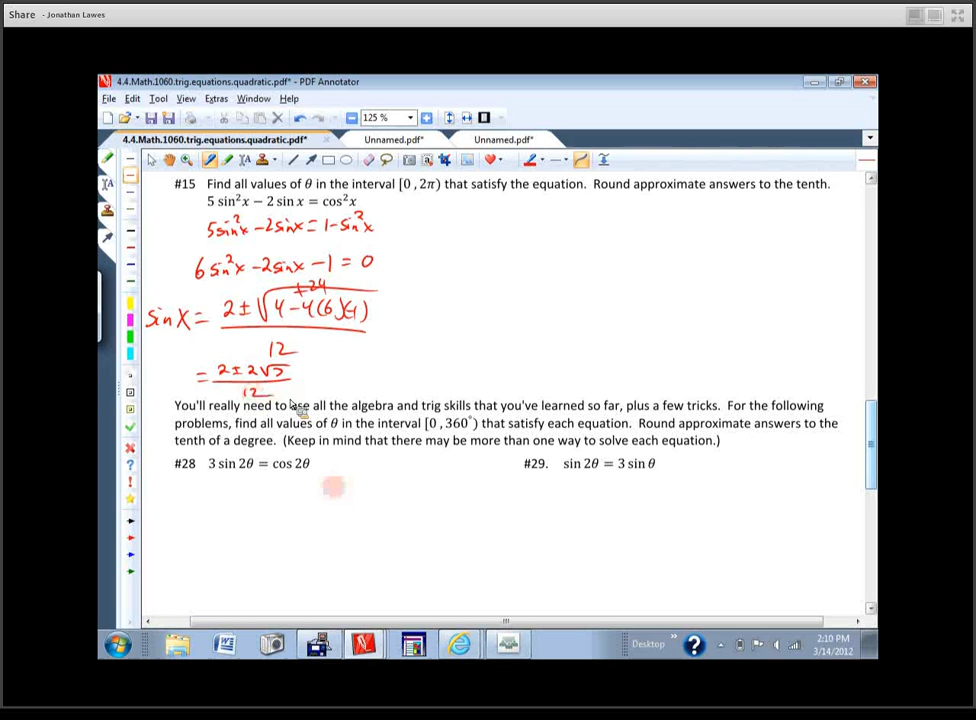 Share - Jonathan Lawes
4.4.Math.1060.trig.equations.quadratic.pdf* - PDF Annotator
File Edit Tool View Extras Window Help
125 %
4.4.Math.1060.trig.equations.quadratic.pdf* Unnamed.pdf* Unnamed.pdf*
#15 Find all values of θ in the interval [0 , 2π) that satisfy the equation. Round approximate answers to the tenth.
5 sin²x − 2 sin x = cos²x
5sin²x -2sinx = 1-sin²x
6sin²x -2sinx -1 = 0
+24
sinx = 2 ± √4 -4(6)(-1)
12
= 2 ± 2√7
12
You'll really need to use all the algebra and trig skills that you've learned so far, plus a few tricks. For the following
problems, find all values of θ in the interval [0 , 360°) that satisfy each equation. Round approximate answers to the
tenth of a degree. (Keep in mind that there may be more than one way to solve each equation.)
#28 3 sin 2θ = cos 2θ #29. sin 2θ = 3 sin θ
Desktop
2:10 PM
3/14/2012